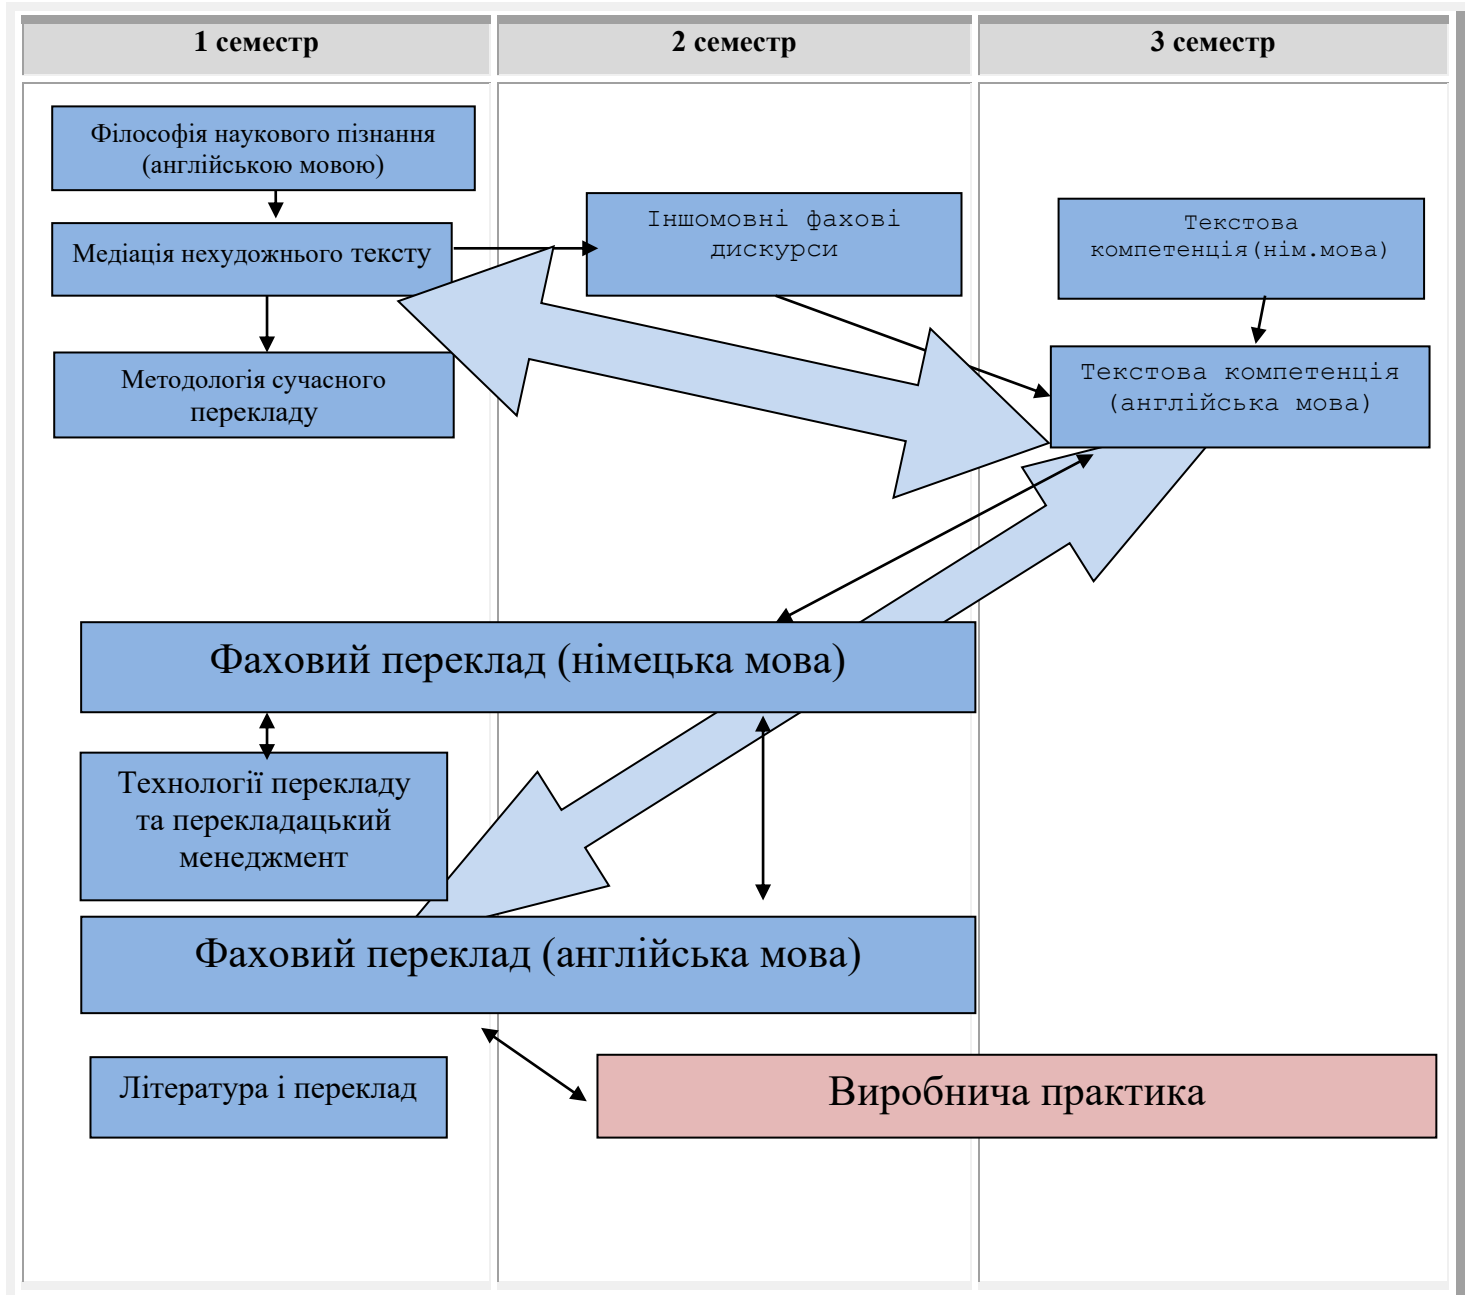 1 семестр
2 семестр
3 семестр
Філософія наукового пізнання
(англійською мовою)
Медіація нехудожнього тексту
Методологія сучасного
перекладу
Іншомовні фахові
дискурси
Текстова
компетенція(нім.мова)
Текстова компетенція
(англійська мова)
Фаховий переклад (німецька мова)
Технології перекладу
та перекладацький
менеджмент
Фаховий переклад (англійська мова)
Література і переклад
Виробнича практика